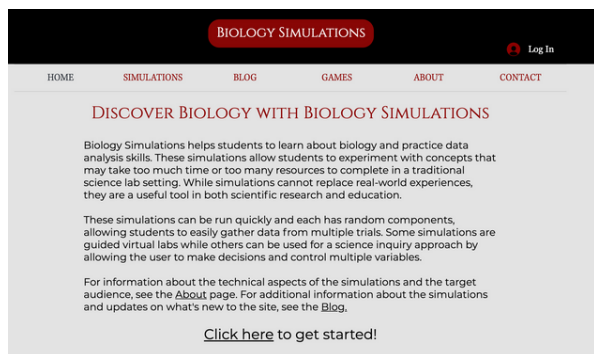 Biology Simulations
Log In
HOME SIMULATIONS BLOG GAMES ABOUT CONTACT
Discover Biology with Biology Simulations
Biology Simulations helps students to learn about biology and practice data
analysis skills. These simulations allow students to experiment with concepts that
may take too much time or too many resources to complete in a traditional
science lab setting. While simulations cannot replace real-world experiences,
they are a useful tool in both scientific research and education.
These simulations can be run quickly and each has random components,
allowing students to easily gather data from multiple trials. Some simulations are
guided virtual labs while others can be used for a science inquiry approach by
allowing the user to make decisions and control multiple variables.
For information about the technical aspects of the simulations and the target
audience, see the About page. For additional information about the simulations
and updates on what's new to the site, see the Blog.
Click here to get started!